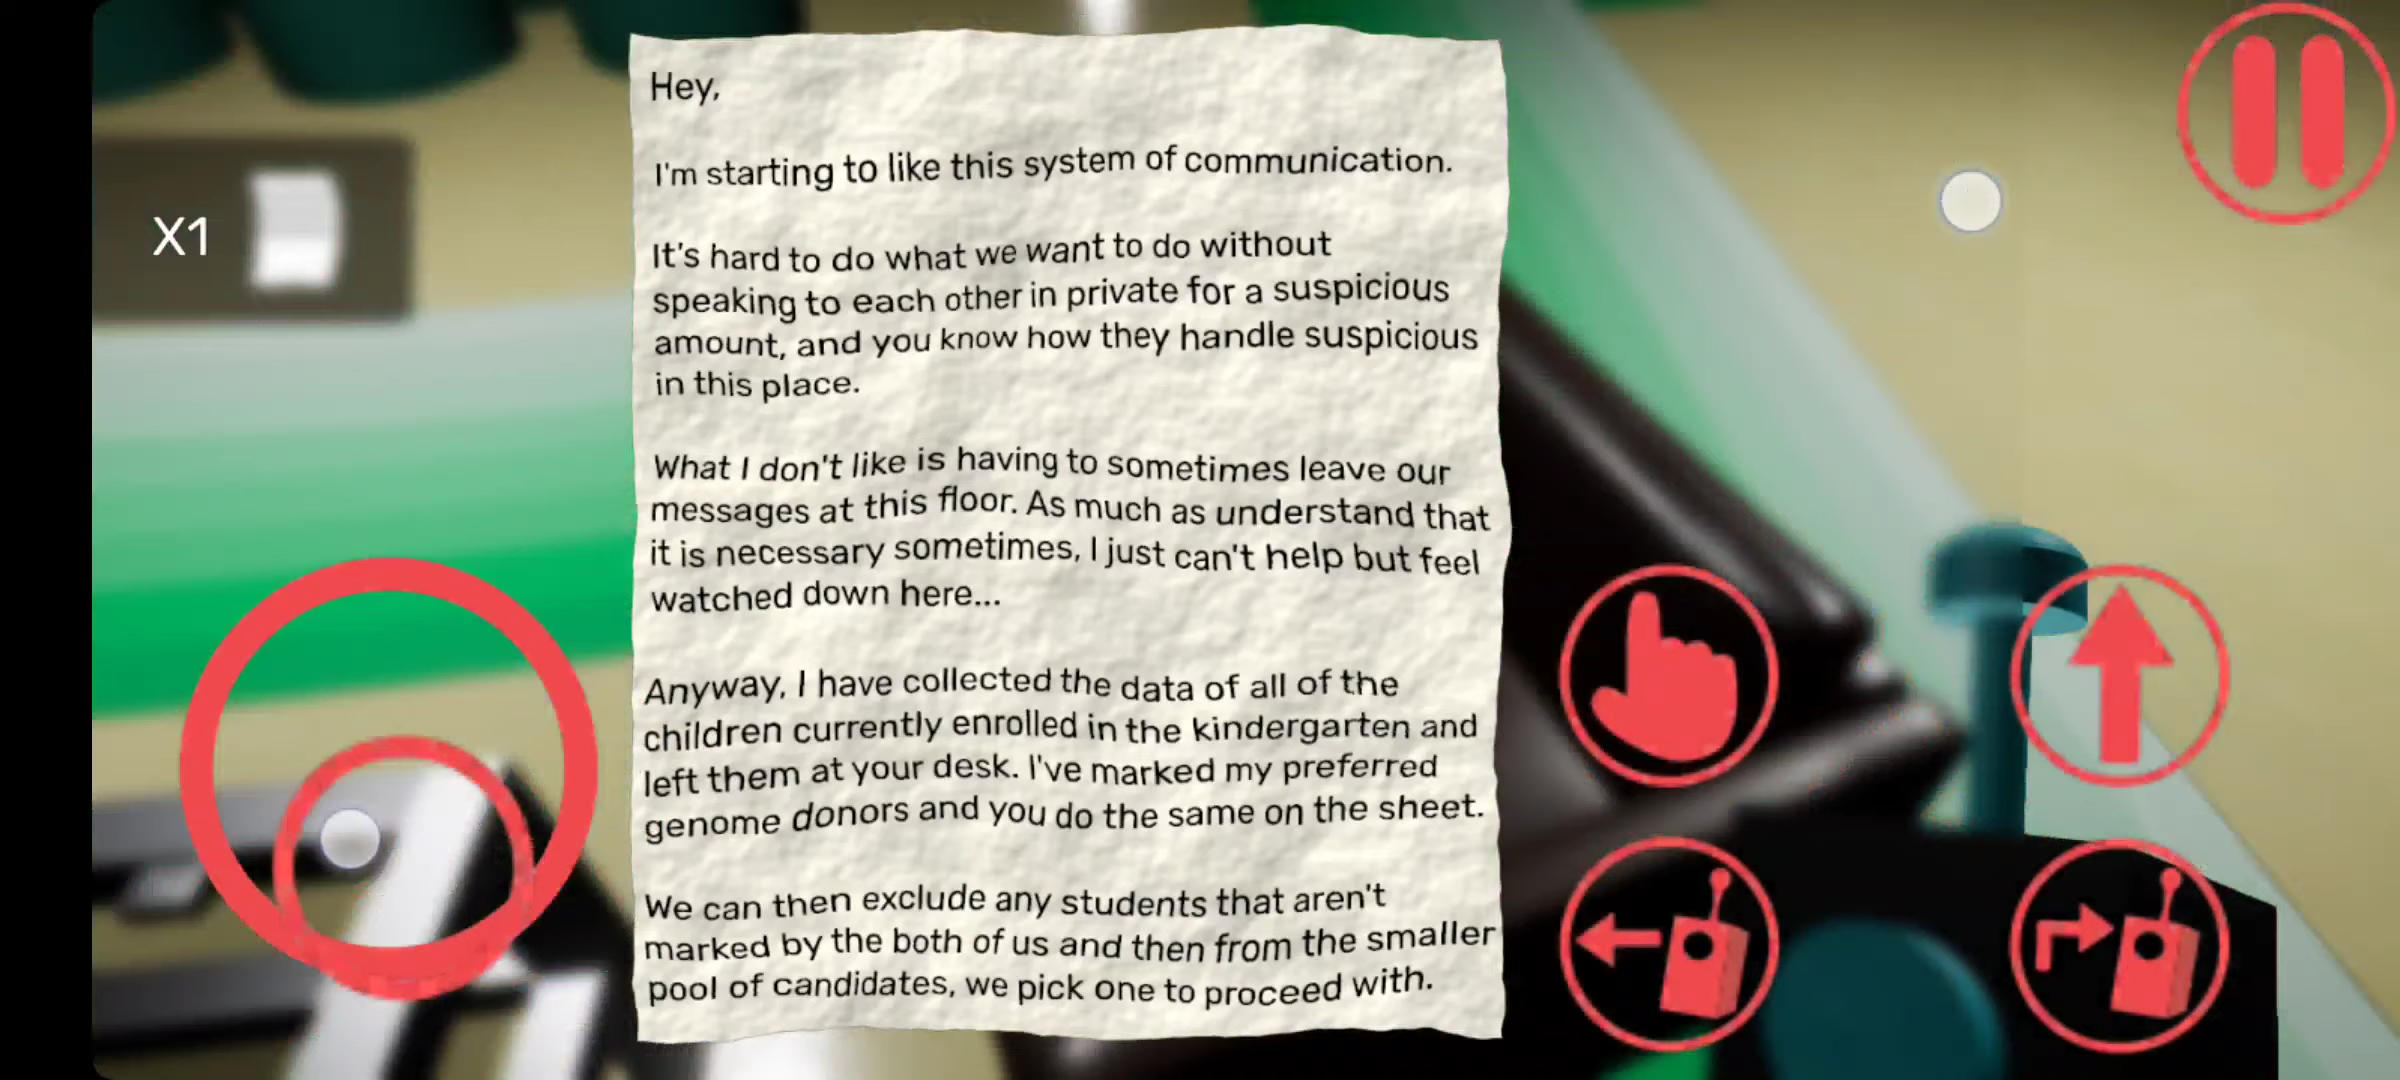 Hey,
I'm starting to like this system of communication.
It's hard to do what we want to do without
speaking to each other in private for a suspicious
amount, and you know how they handle suspicious
in this place.
What I don't like is having to sometimes leave our
messages at this floor. As much as understand that
it is necessary sometimes, I just can't help but feel
watched down here...
Anyway, I have collected the data of all of the
children currently enrolled in the kindergarten and
left them at your desk. I've marked my preferred
genome donors and you do the same on the sheet.
We can then exclude any students that aren't
marked by the both of us and then from the smaller
pool of candidates, we pick one to proceed with.
X1